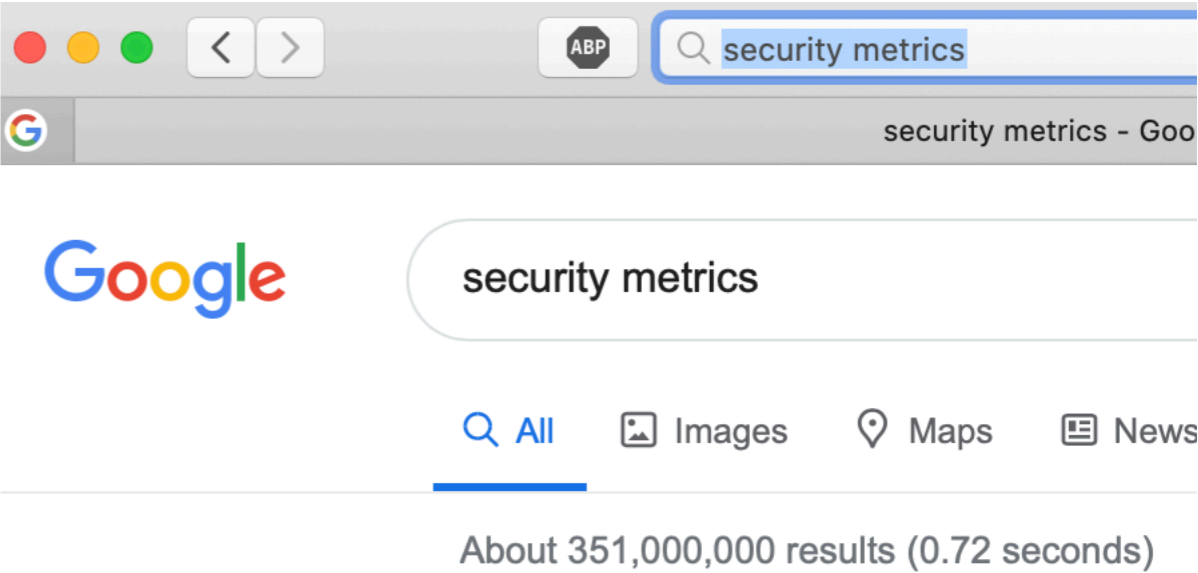 ABP security metrics
security metrics - Goo
Google security metrics
All Images Maps News
About 351,000,000 results (0.72 seconds)